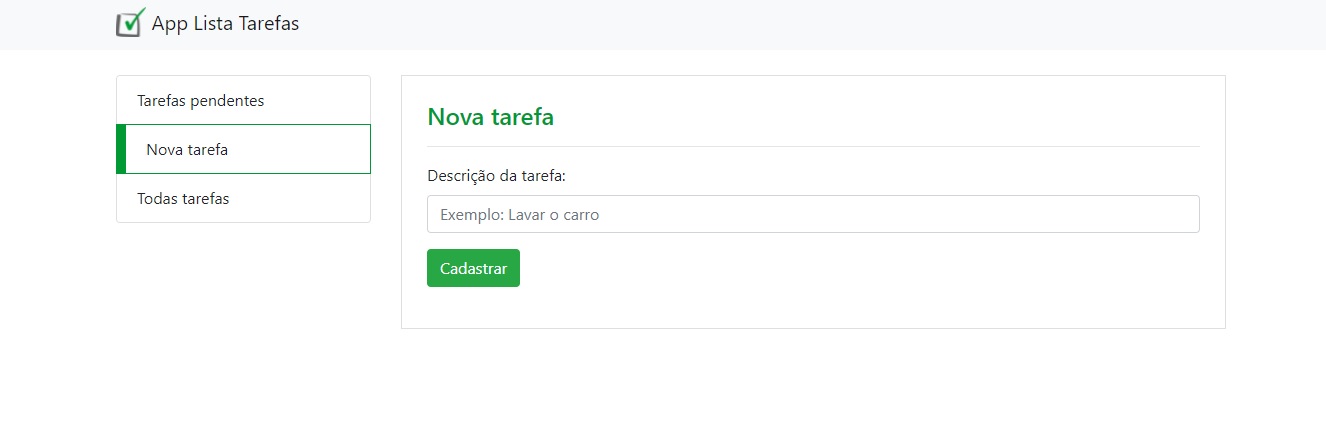 App Lista Tarefas
Tarefas pendentes
Nova tarefa
Todas tarefas
Nova tarefa
Descrição da tarefa:
Exemplo: Lavar o carro
Cadastrar